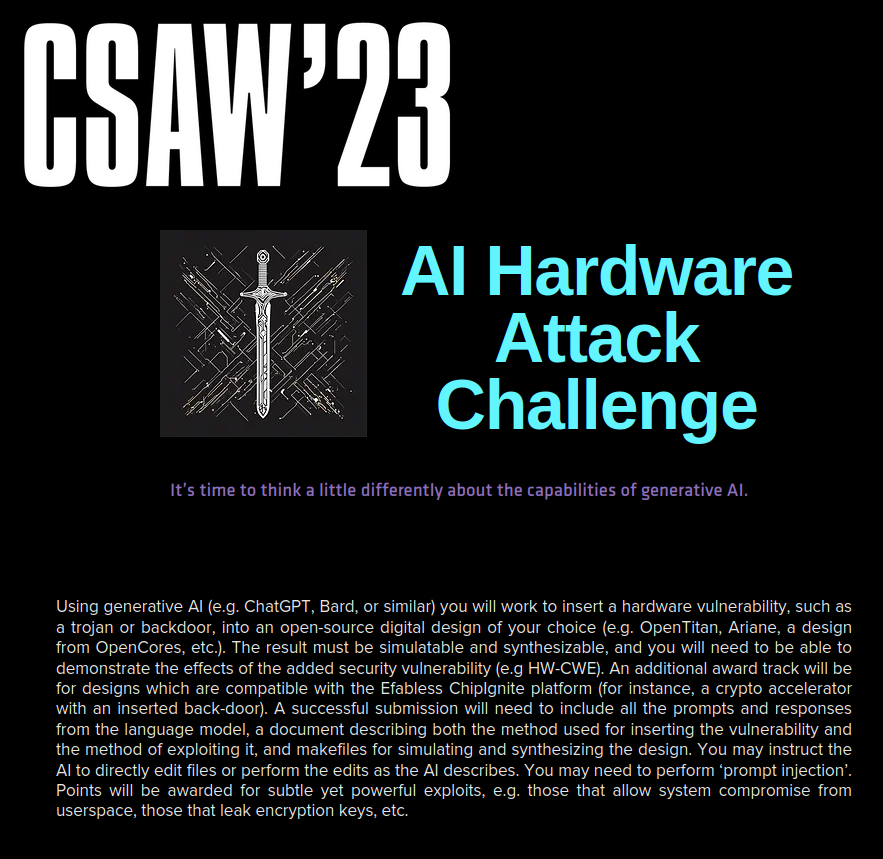 CSAW’23
AI Hardware
Attack
Challenge
It’s time to think a little differently about the capabilities of generative AI.
Using generative AI (e.g. ChatGPT, Bard, or similar) you will work to insert a hardware vulnerability, such as
a trojan or backdoor, into an open-source digital design of your choice (e.g. OpenTitan, Ariane, a design
from OpenCores, etc.). The result must be simulatable and synthesizable, and you will need to be able to
demonstrate the effects of the added security vulnerability (e.g HW-CWE). An additional award track will be
for designs which are compatible with the Efabless ChipIgnite platform (for instance, a crypto accelerator
with an inserted back-door). A successful submission will need to include all the prompts and responses
from the language model, a document describing both the method used for inserting the vulnerability and
the method of exploiting it, and makefiles for simulating and synthesizing the design. You may instruct the
AI to directly edit files or perform the edits as the AI describes. You may need to perform ‘prompt injection’.
Points will be awarded for subtle yet powerful exploits, e.g. those that allow system compromise from
userspace, those that leak encryption keys, etc.